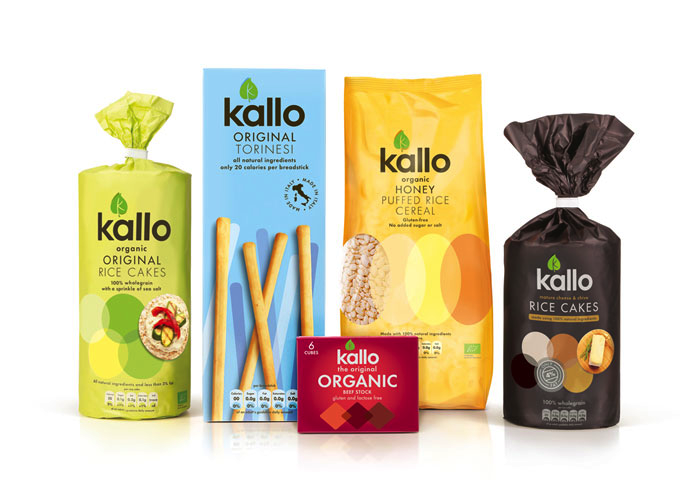 kallo
organic
ORIGINAL
RICE CAKES
100% wholegrain
with a sprinkle of sea salt
All natural ingredients and less than 3% fat
kallo
ORIGINAL
TORINESI
all natural ingredients
only 20 calories per breadstick
MADE IN ITALY • MADE IN ITALY •
kallo
organic
HONEY
PUFFED RICE
CEREAL
Gluten-free
No added sugar or salt
Made with 100% natural ingredients
6
CUBES
kallo
the original
ORGANIC
BEEF STOCK
gluten and lactose free
kallo
mature cheese & chive
RICE CAKES
made using 100% natural ingredients
100% wholegrain